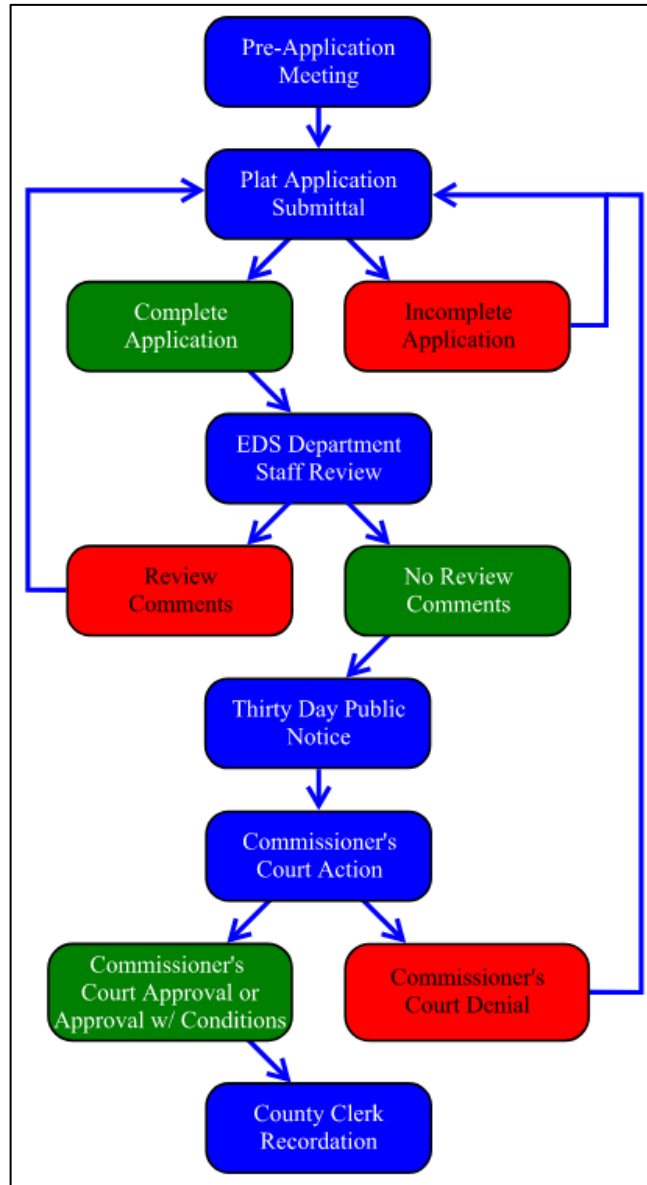 Pre-Application
Meeting
Plat Application
Submittal
Complete
Application
Incomplete
Application
EDS Department
Staff Review
Review
Comments
No Review
Comments
Thirty Day Public
Notice
Commissioner's
Court Action
Commissioner's
Court Approval or
Approval w/ Conditions
Commissioner's
Court Denial
County Clerk
Recordation